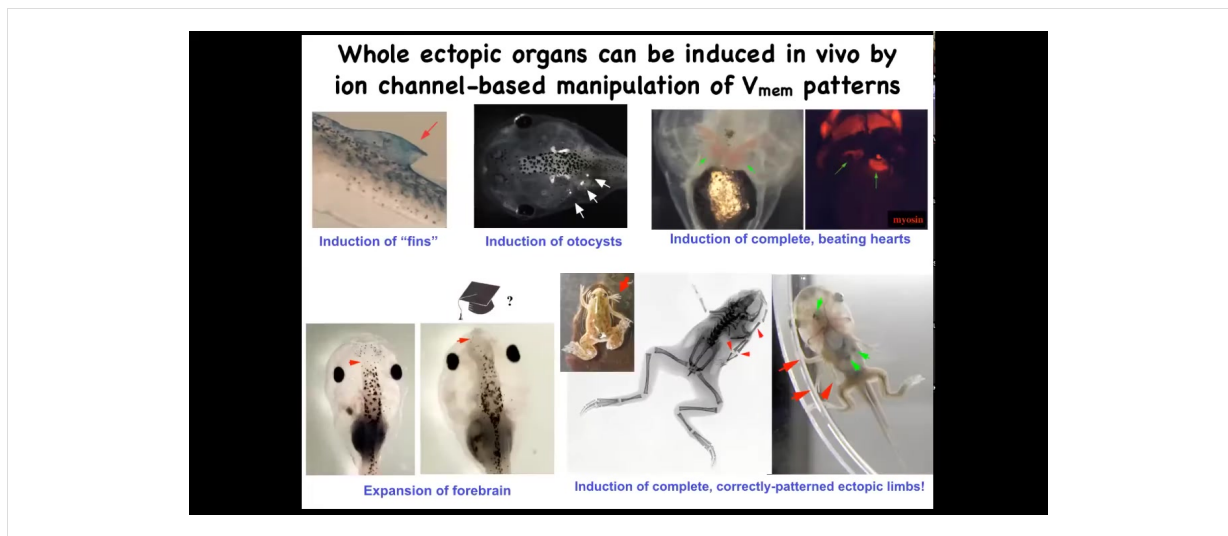 Whole ectopic organs can be induced in vivo by
ion channel-based manipulation of Vmem patterns
myosin
Induction of “fins”
Induction of otocysts
Induction of complete, beating hearts
?
Expansion of forebrain
Induction of complete, correctly-patterned ectopic limbs!